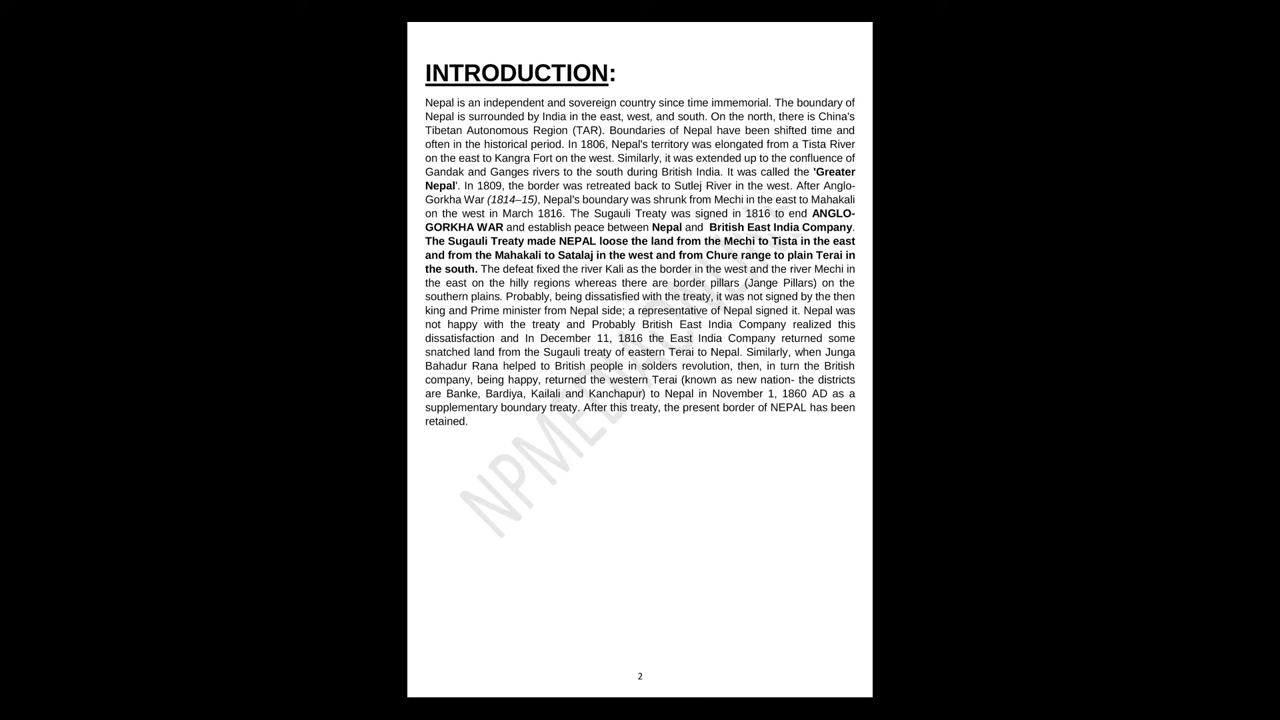 INTRODUCTION:
Nepal is an independent and sovereign country since time immemorial. The boundary of
Nepal is surrounded by India in the east, west, and south. On the north, there is China's
Tibetan Autonomous Region (TAR). Boundaries of Nepal have been shifted time and
often in the historical period. In 1806, Nepal's territory was elongated from a Tista River
on the east to Kangra Fort on the west. Similarly, it was extended up to the confluence of
Gandak and Ganges rivers to the south during British India. It was called the 'Greater
Nepal'. In 1809, the border was retreated back to Sutlej River in the west. After Anglo-
Gorkha War (1814–15), Nepal's boundary was shrunk from Mechi in the east to Mahakali
on the west in March 1816. The Sugauli Treaty was signed in 1816 to end ANGLO-
GORKHA WAR and establish peace between Nepal and British East India Company.
The Sugauli Treaty made NEPAL loose the land from the Mechi to Tista in the east
and from the Mahakali to Satalaj in the west and from Chure range to plain Terai in
the south. The defeat fixed the river Kali as the border in the west and the river Mechi in
the east on the hilly regions whereas there are border pillars (Jange Pillars) on the
southern plains. Probably, being dissatisfied with the treaty, it was not signed by the then
king and Prime minister from Nepal side; a representative of Nepal signed it. Nepal was
not happy with the treaty and Probably British East India Company realized this
dissatisfaction and In December 11, 1816 the East India Company returned some
snatched land from the Sugauli treaty of eastern Terai to Nepal. Similarly, when Junga
Bahadur Rana helped to British people in solders revolution, then, in turn the British
company, being happy, returned the western Terai (known as new nation- the districts
are Banke, Bardiya, Kailali and Kanchapur) to Nepal in November 1, 1860 AD as a
supplementary boundary treaty. After this treaty, the present border of NEPAL has been
retained.
2